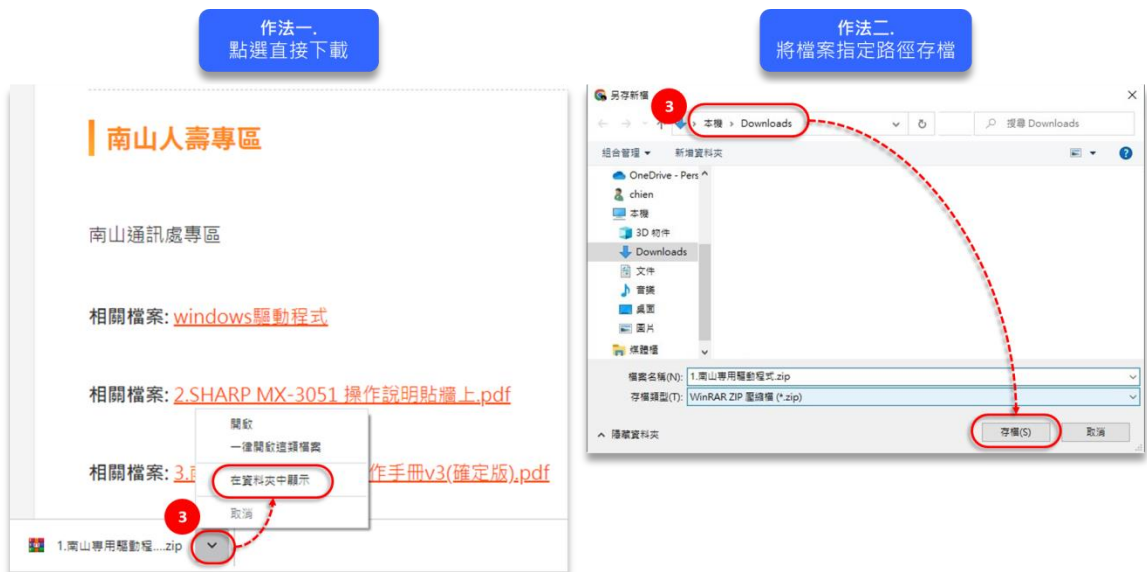 作法一.
點選直接下載
南山人壽專區
南山通訊處專區
相關檔案: windows驅動程式
相關檔案: 2.SHARP MX-3051 操作說明貼牆上.pdf
開啟
一律開啟這類檔案
相關檔案: 3.
作手冊v3(確定版).pdf
在資料夾中顯示
取消
3
1.南山専用驅動程....zip
作法二.
將檔案指定路徑存檔
另存新檔
3
本機 › Downloads
搜尋 Downloads
組合管理
新增資料夾
OneDrive - Pers
chien
本機
3D 物件
Downloads
文件
音樂
桌面
圖片
媒體櫃
檔案名稱(N): 1.南山専用驅動程式.zip
存檔類型(T): WinRAR ZIP 壓縮檔 (*.zip)
隱藏資料夾
存檔(S)
取消